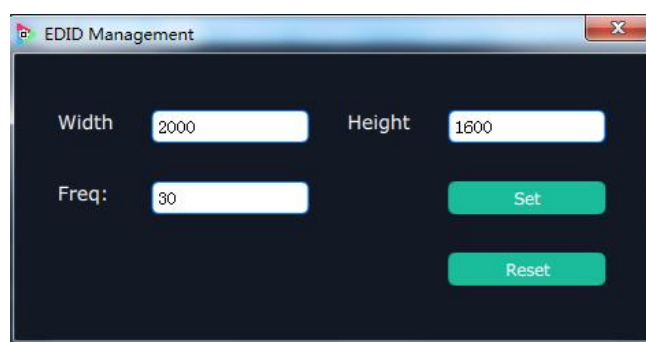 EDID Management
Width 2000 Height 1600
Freq: 30 Set
Reset